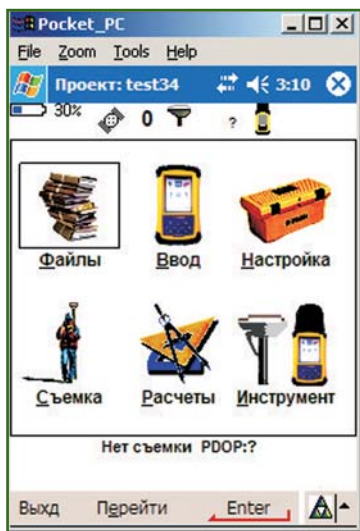 Pocket_PC
File Zoom Tools Help
Проект: test34 3:10
30% 0 ?
Файлы Ввод Настройка
Съемка Расчеты Инструмент
Нет съемки PDOP:?
Выхд Перейти Enter